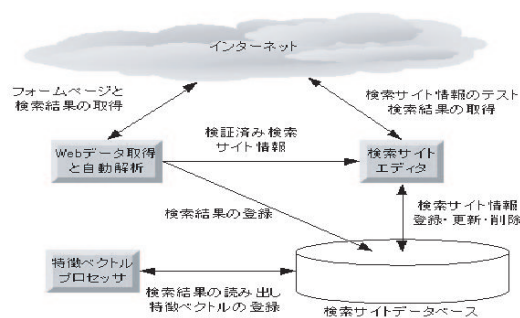 インターネット
フォームページと
検索結果の取得
検索サイト情報のテスト
検索結果の取得
検証済み検索
サイト情報
Webデータ取得
と自動解析
検索サイト
エディタ
検索結果の登録
検索サイト情報
登録・更新・削除
特徴ベクトル
プロセッサ
検索結果の読み出し
特徴ベクトルの登録
検索サイトデータベース